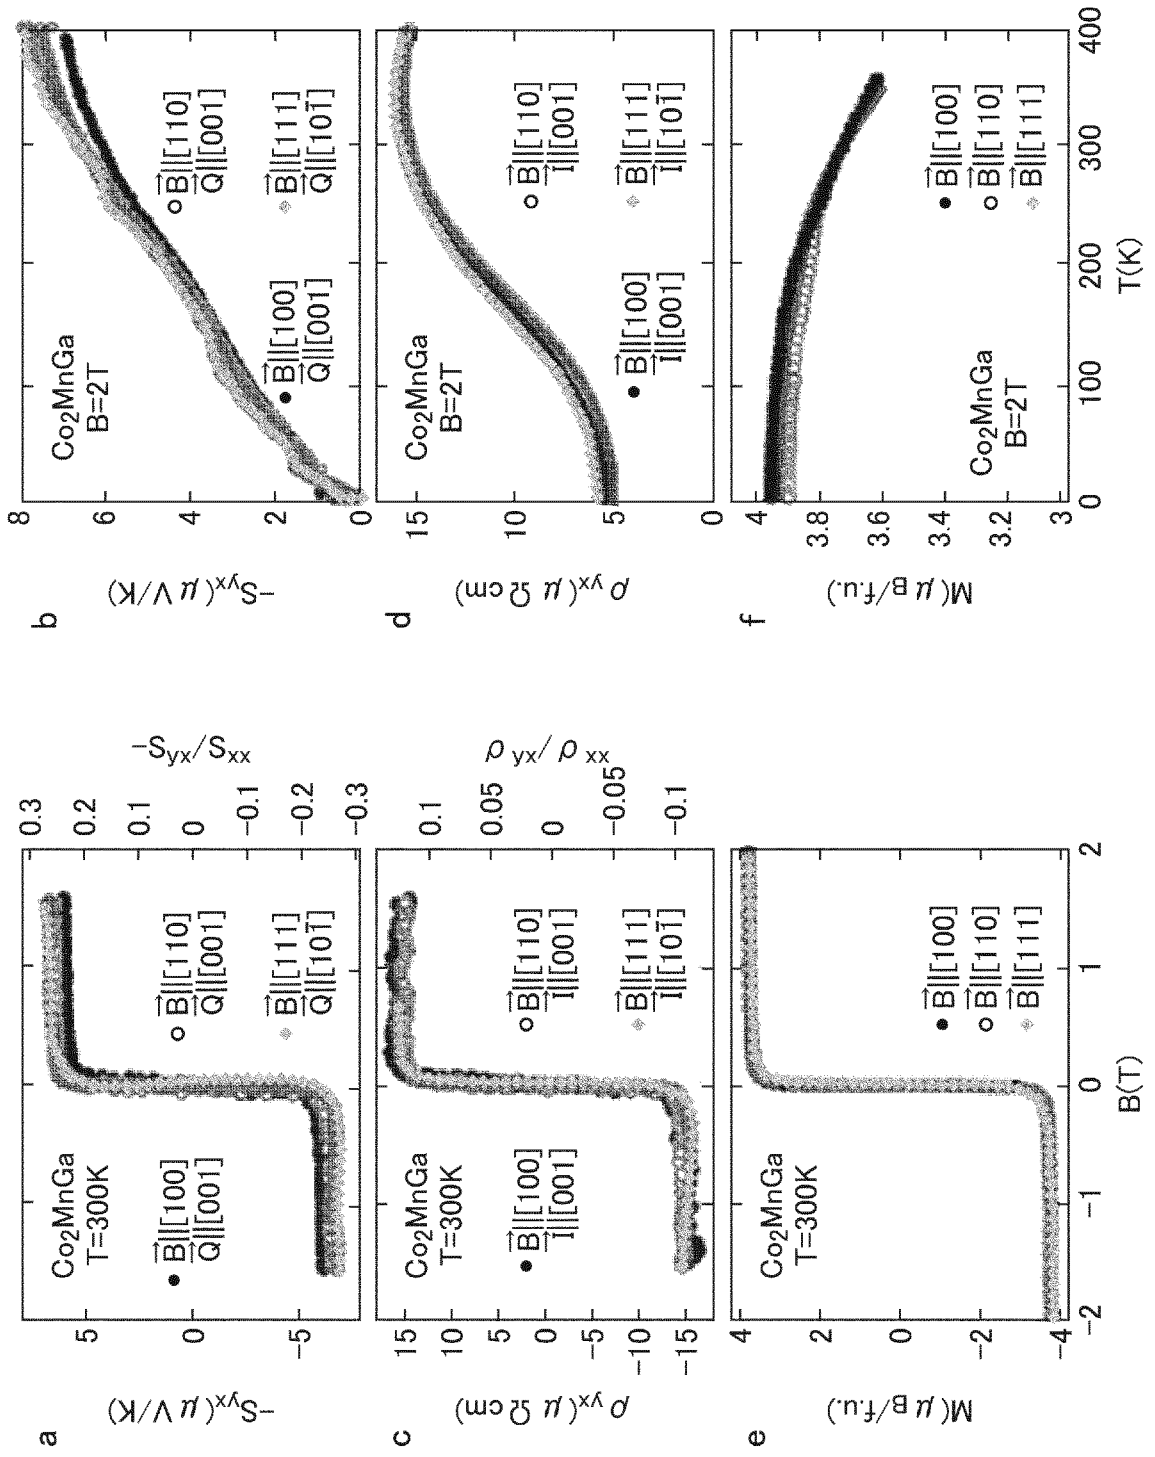 a
−Syx(μV/K)
5
0
−5
Co2MnGa
T=300K
B||[100]
Q||[001]
B||[110]
Q||[001]
B||[111]
Q||[101̄]
0.3
0.2
0.1
0
−0.1
−0.2
−0.3
−Syx/Sxx
b
−Syx(μV/K)
8
6
4
2
0
Co2MnGa
B=2T
B||[100]
Q||[001]
B||[110]
Q||[001]
B||[111]
Q||[101̄]
c
ρyx(μΩcm)
15
10
5
0
−5
−10
−15
Co2MnGa
T=300K
B||[100]
I||[001]
B||[110]
I||[001]
B||[111]
I||[101̄]
0.1
0.05
0
−0.05
−0.1
ρyx/ρxx
d
ρyx(μΩcm)
15
10
5
0
Co2MnGa
B=2T
B||[100]
I||[001]
B||[110]
I||[001]
B||[111]
I||[101̄]
e
M(μB/f.u.)
4
2
0
−2
−4
Co2MnGa
T=300K
B||[100]
B||[110]
B||[111]
−2 −1 0 1 2
B(T)
f
M(μB/f.u.)
4
3.8
3.6
3.4
3.2
3
Co2MnGa
B=2T
B||[100]
B||[110]
B||[111]
0 100 200 300 400
T(K)